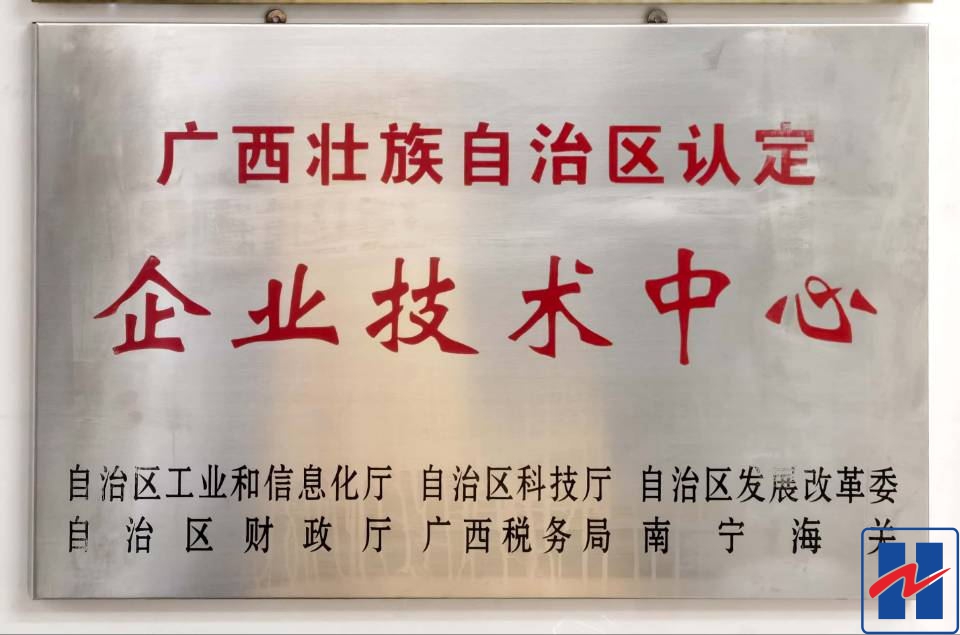 广西壮族自治区认定
企业技术中心
自治区工业和信息化厅 自治区科技厅 自治区发展改革委
自治区财政厅 广西税务局 南宁海关